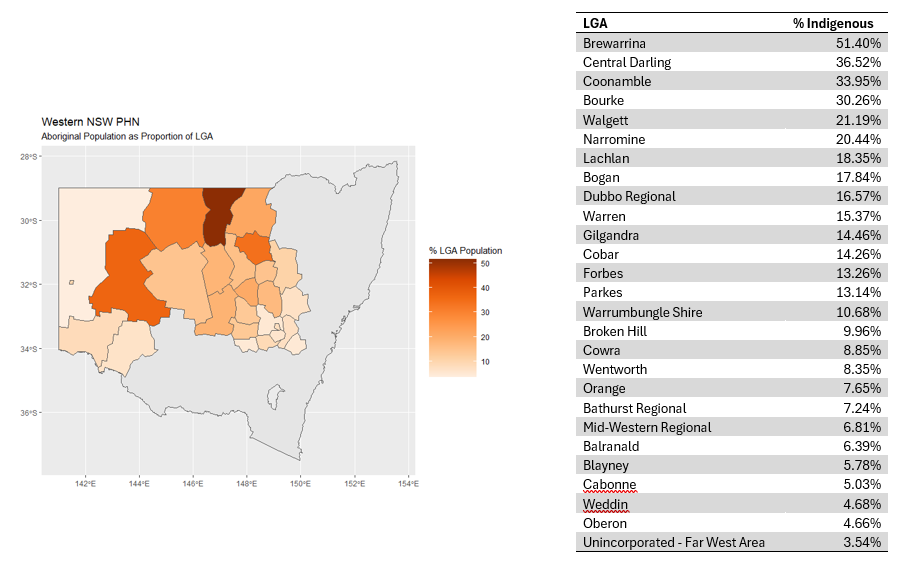 Western NSW PHN
Aboriginal Population as Proportion of LGA
28°S
30°S
32°S
34°S
36°S
142°E
144°E
146°E
148°E
150°E
152°E
154°E
% LGA Population
50
40
30
20
10
LGA % Indigenous
Brewarrina 51.40%
Central Darling 36.52%
Coonamble 33.95%
Bourke 30.26%
Walgett 21.19%
Narromine 20.44%
Lachlan 18.35%
Bogan 17.84%
Dubbo Regional 16.57%
Warren 15.37%
Gilgandra 14.46%
Cobar 14.26%
Forbes 13.26%
Parkes 13.14%
Warrumbungle Shire 10.68%
Broken Hill 9.96%
Cowra 8.85%
Wentworth 8.35%
Orange 7.65%
Bathurst Regional 7.24%
Mid-Western Regional 6.81%
Balranald 6.39%
Blayney 5.78%
Cabonne 5.03%
Weddin 4.68%
Oberon 4.66%
Unincorporated - Far West Area 3.54%